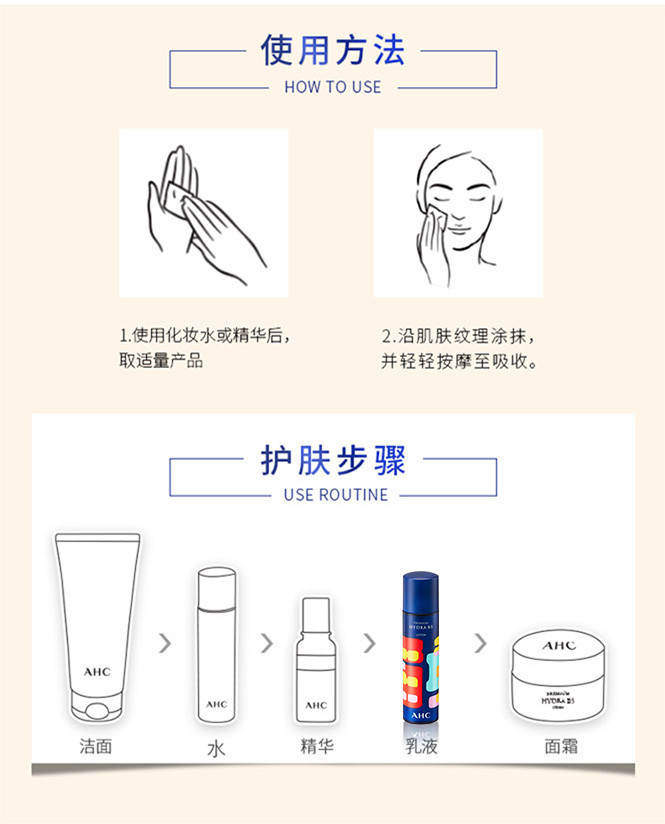 使用方法
HOW TO USE
1.使用化妆水或精华后，
取适量产品
2.沿肌肤纹理涂抹，
并轻轻按摩至吸收。
护肤步骤
USE ROUTINE
AHC
洁面
AHC
水
AHC
精华
PREMIUM
HYDRA B5
LOTION
AHC
乳液
AHC
PREMIUM
HYDRA B5
CREAM
面霜